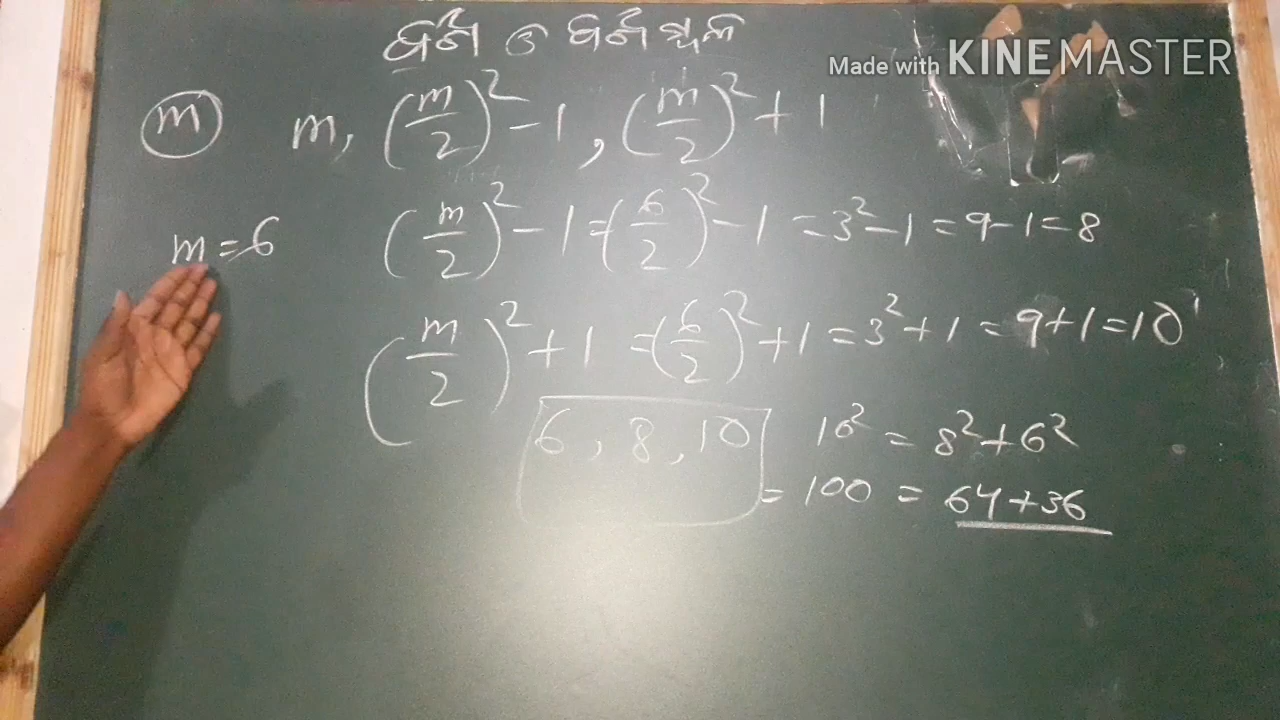 ବର୍ଗ ଓ ବର୍ଗମୂଳ
Made with KINEMASTER
m m, (m/2)² - 1, (m/2)² + 1
m = 6 (m/2)² - 1 = (6/2)² - 1 = 3² - 1 = 9 - 1 = 8
(m/2)² + 1 = (6/2)² + 1 = 3² + 1 = 9 + 1 = 10
6, 8, 10 10² = 8² + 6²
= 100 = 64 + 36